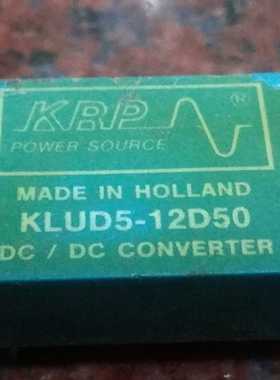 KRP ®
POWER SOURCE
MADE IN HOLLAND
KLUD5-12D50
DC / DC CONVERTER